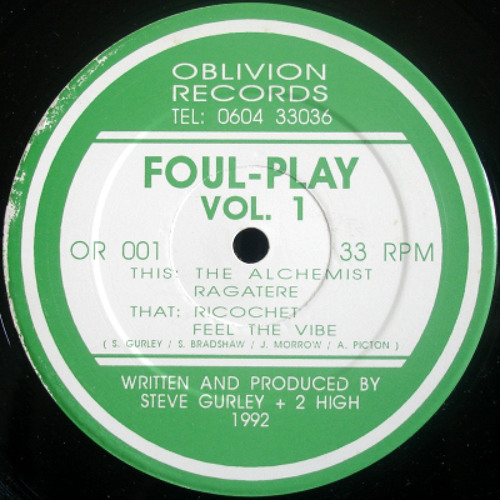 OBLIVION
RECORDS
TEL: 0604 33036
FOUL-PLAY
VOL. 1
OR 001 33 RPM
THIS: THE ALCHEMIST
RAGATERE
THAT: RICOCHET
FEEL THE VIBE
( S. GURLEY / S. BRADSHAW / J. MORROW / A. PICTON )
WRITTEN AND PRODUCED BY
STEVE GURLEY + 2 HIGH
1992